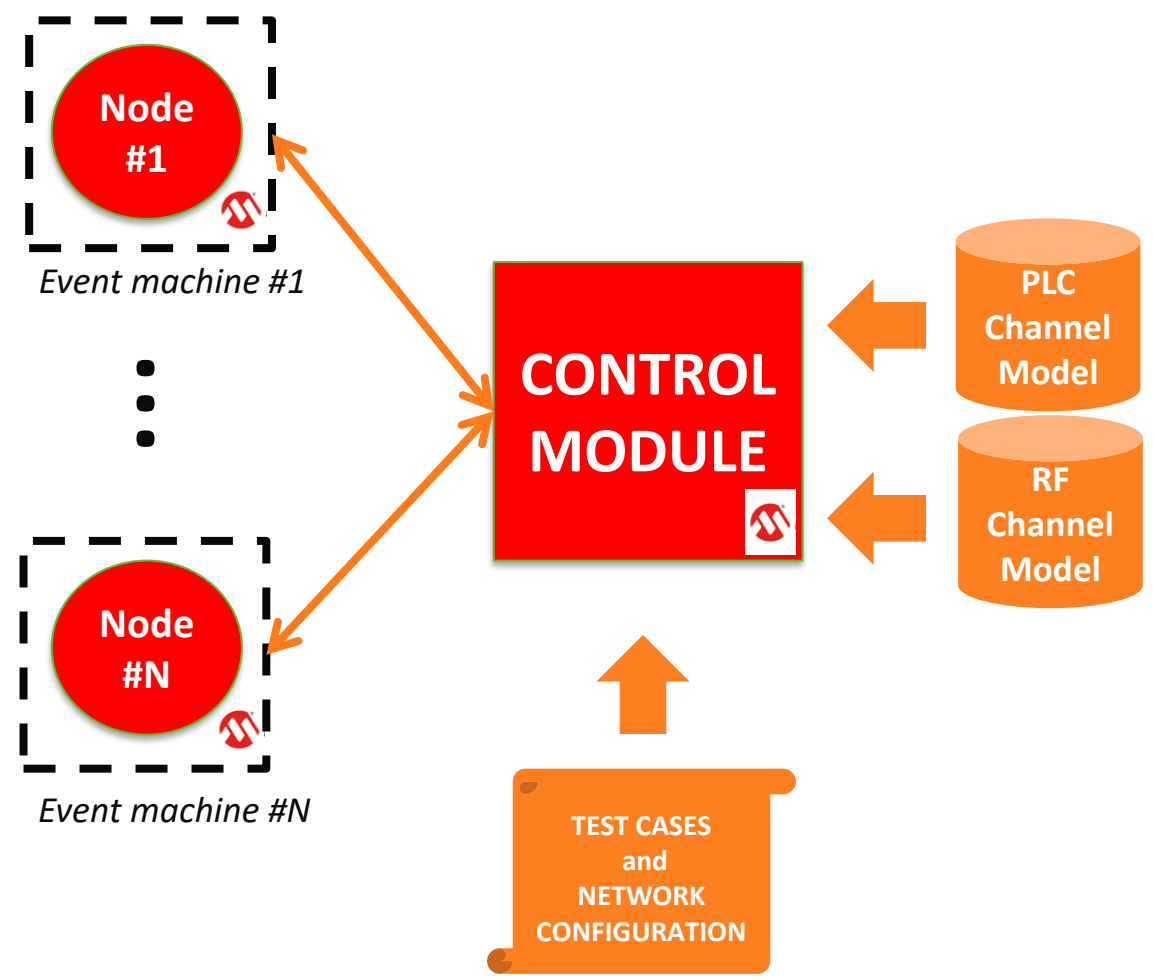 Node
#1
Event machine #1
CONTROL
MODULE
PLC
Channel
Model
RF
Channel
Model
Node
#N
Event machine #N
TEST CASES
and
NETWORK
CONFIGURATION